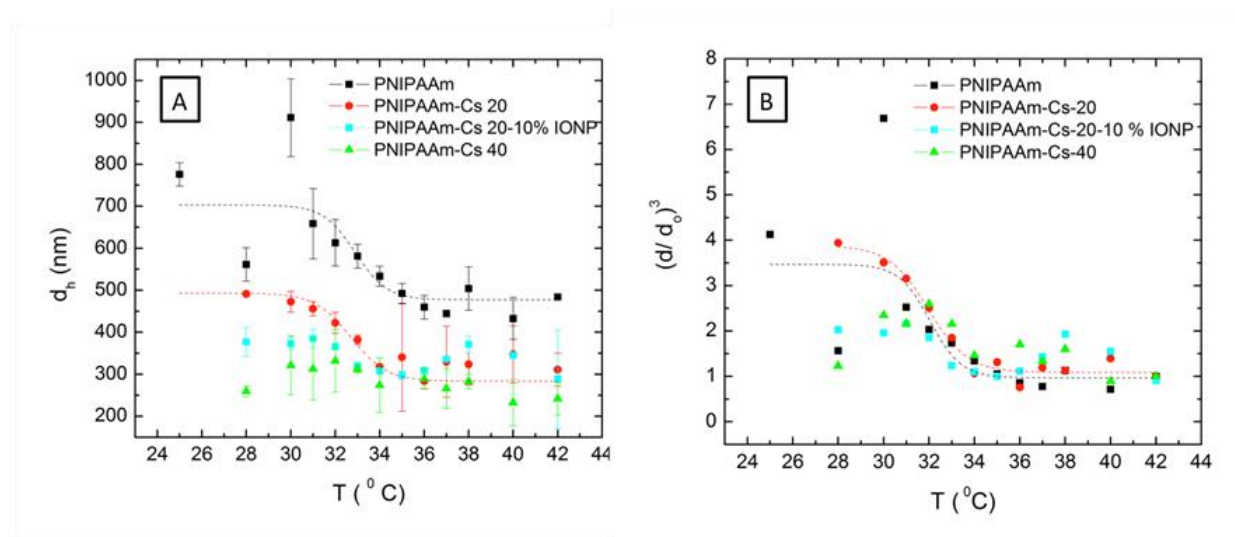 A
PNIPAAm
PNIPAAm-Cs 20
PNIPAAm-Cs 20-10% IONP
PNIPAAm-Cs 40
1000
900
800
700
600
500
400
300
200
d_h (nm)
24 26 28 30 32 34 36 38 40 42 44
T ( ⁰ C)
B
PNIPAAm
PNIPAAm-Cs-20
PNIPAAm-Cs-20-10 % IONP
PNIPAAm-Cs-40
8
7
6
5
4
3
2
1
0
(d/ d_o)³
24 26 28 30 32 34 36 38 40 42 44
T ( ⁰C)